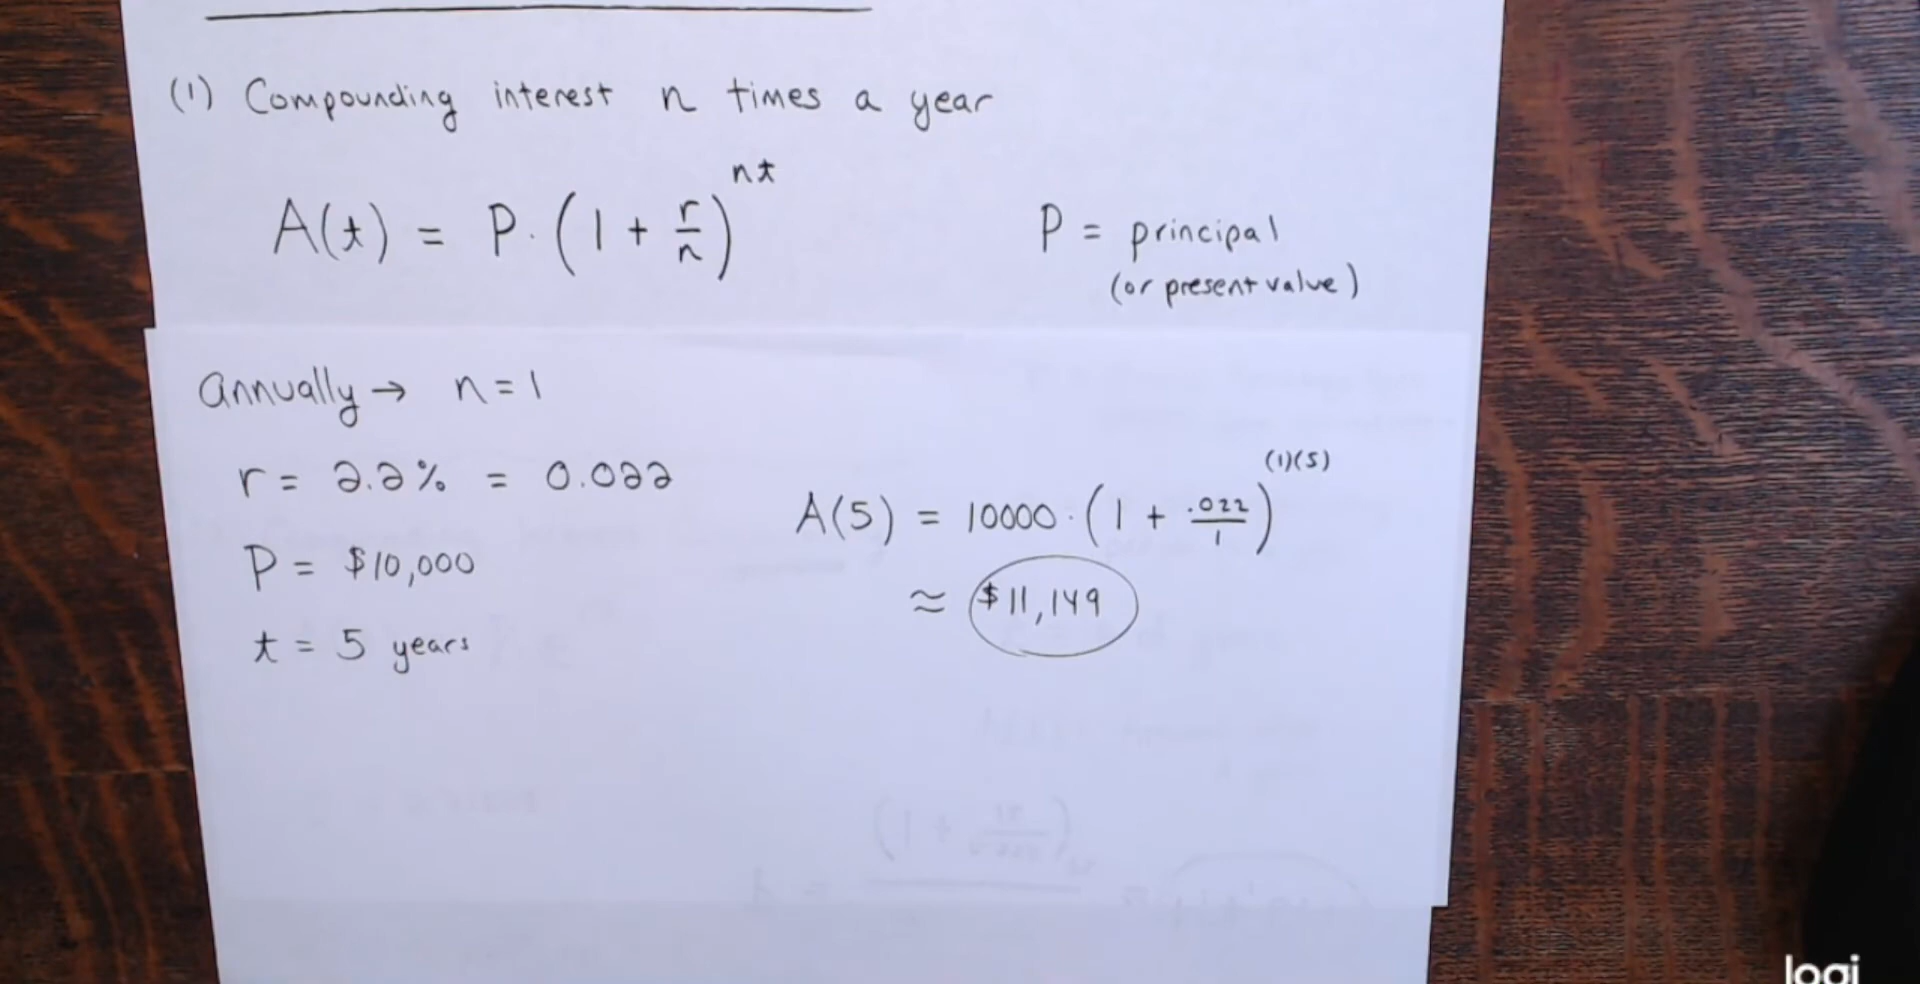 (1) Compounding interest n times a year
A(t) = P · (1 + r/n)^nt
P = principal
(or present value)
annually → n = 1
r = 2.2% = 0.022
P = $10,000
t = 5 years
A(5) = 10000 · (1 + .022/1)^(1)(5)
≈ $11,149
logi